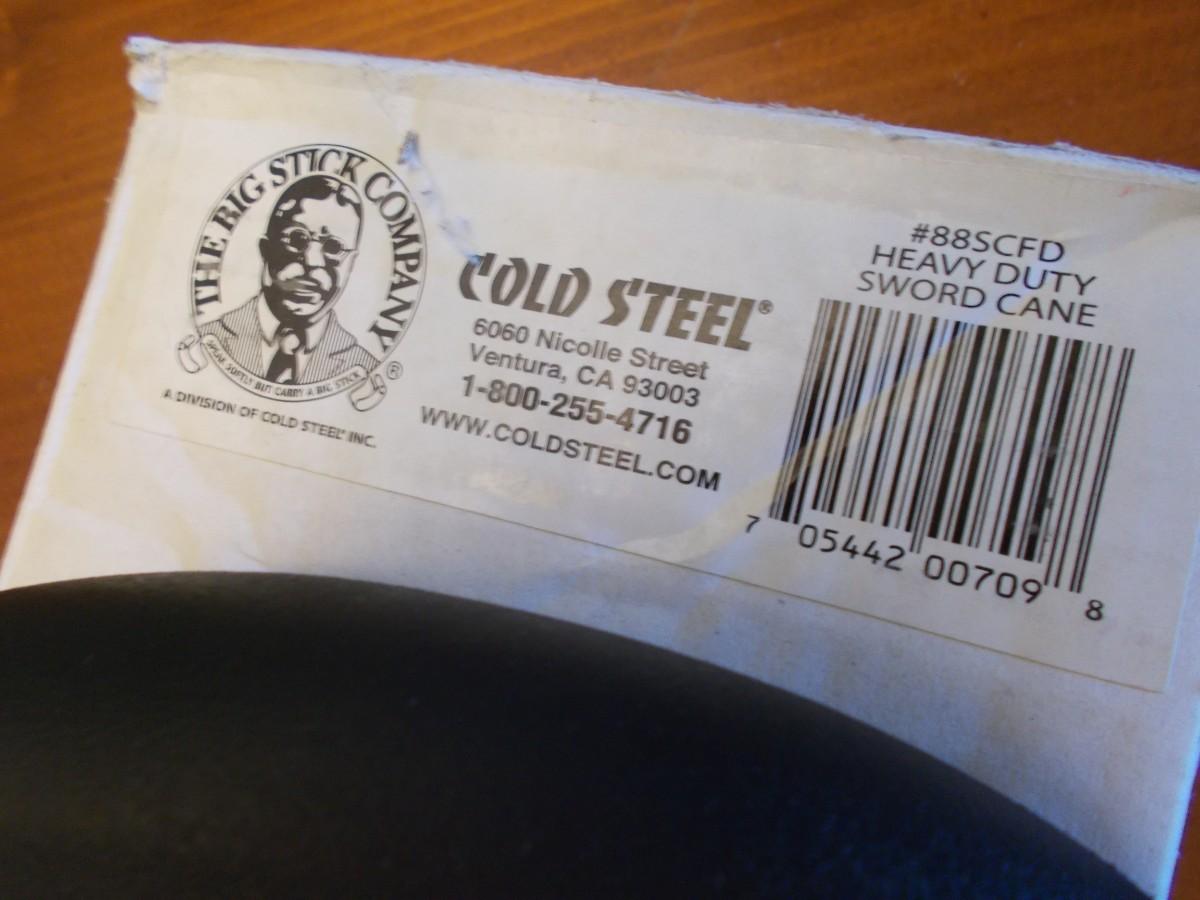 THE BIG STICK COMPANY
SPEAK SOFTLY BUT CARRY A BIG STICK
®
A DIVISION OF COLD STEEL® INC.
COLD STEEL®
6060 Nicolle Street
Ventura, CA 93003
1-800-255-4716
WWW.COLDSTEEL.COM
#88SCFD
HEAVY DUTY
SWORD CANE
7 05442 00709 8